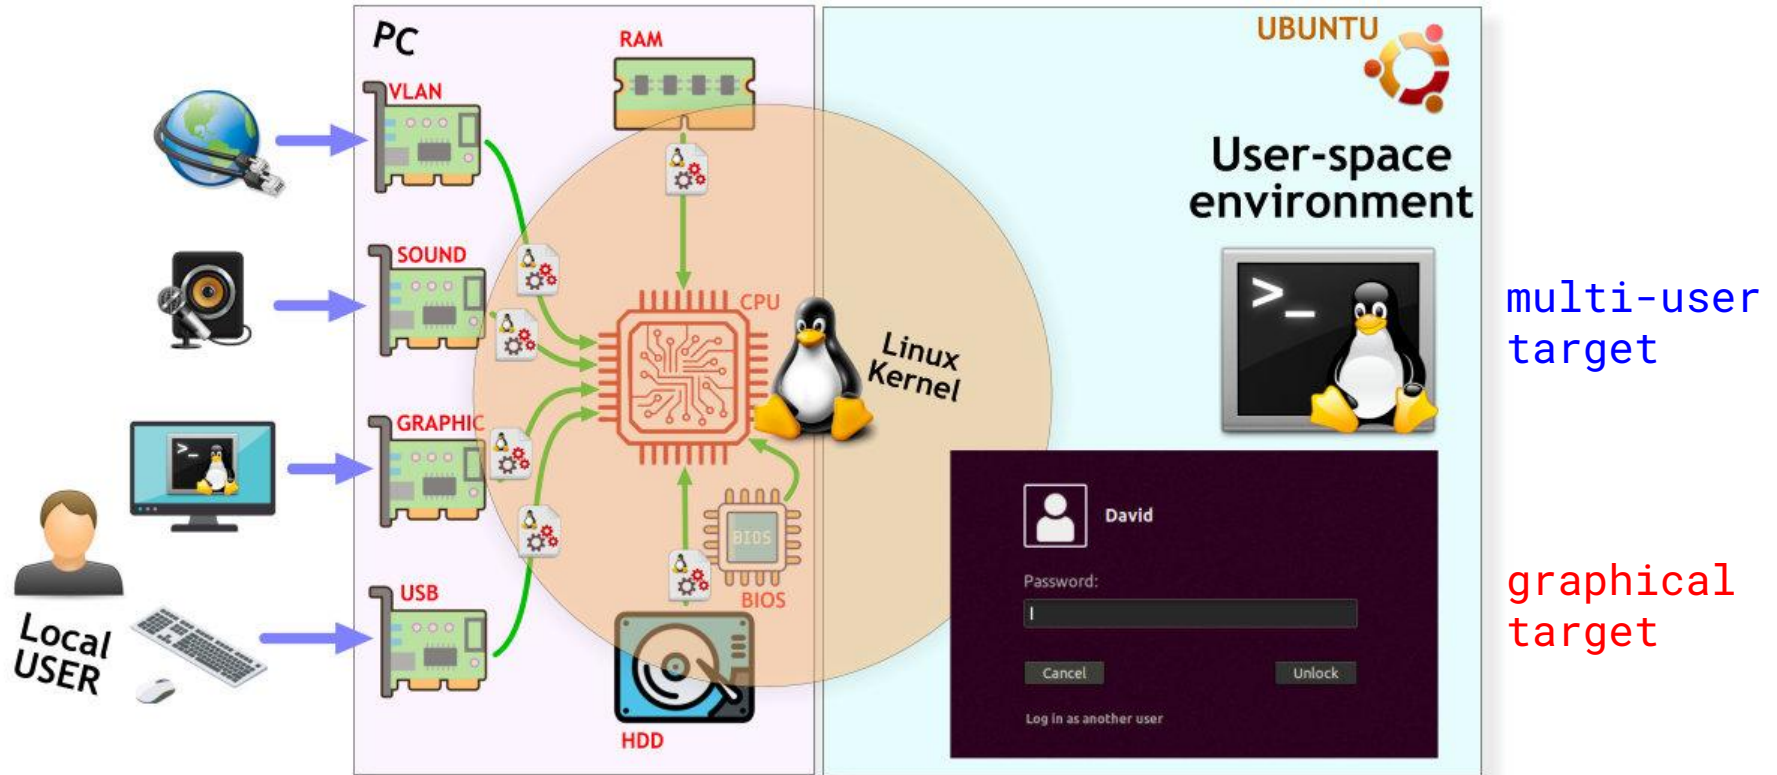 PC
RAM
UBUNTU
VLAN
User-space
environment
SOUND
CPU
>_
multi-user
target
Linux
Kernel
GRAPHIC
>_
David
BIOS
Password:
graphical
target
USB
BIOS
Local
USER
Cancel
Unlock
Log in as another user
HDD